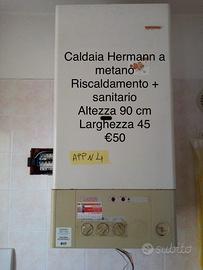 Caldaia Hermann a
metano
Riscaldamento +
sanitario
Altezza 90 cm
Larghezza 45
€50
APP N 4
subito